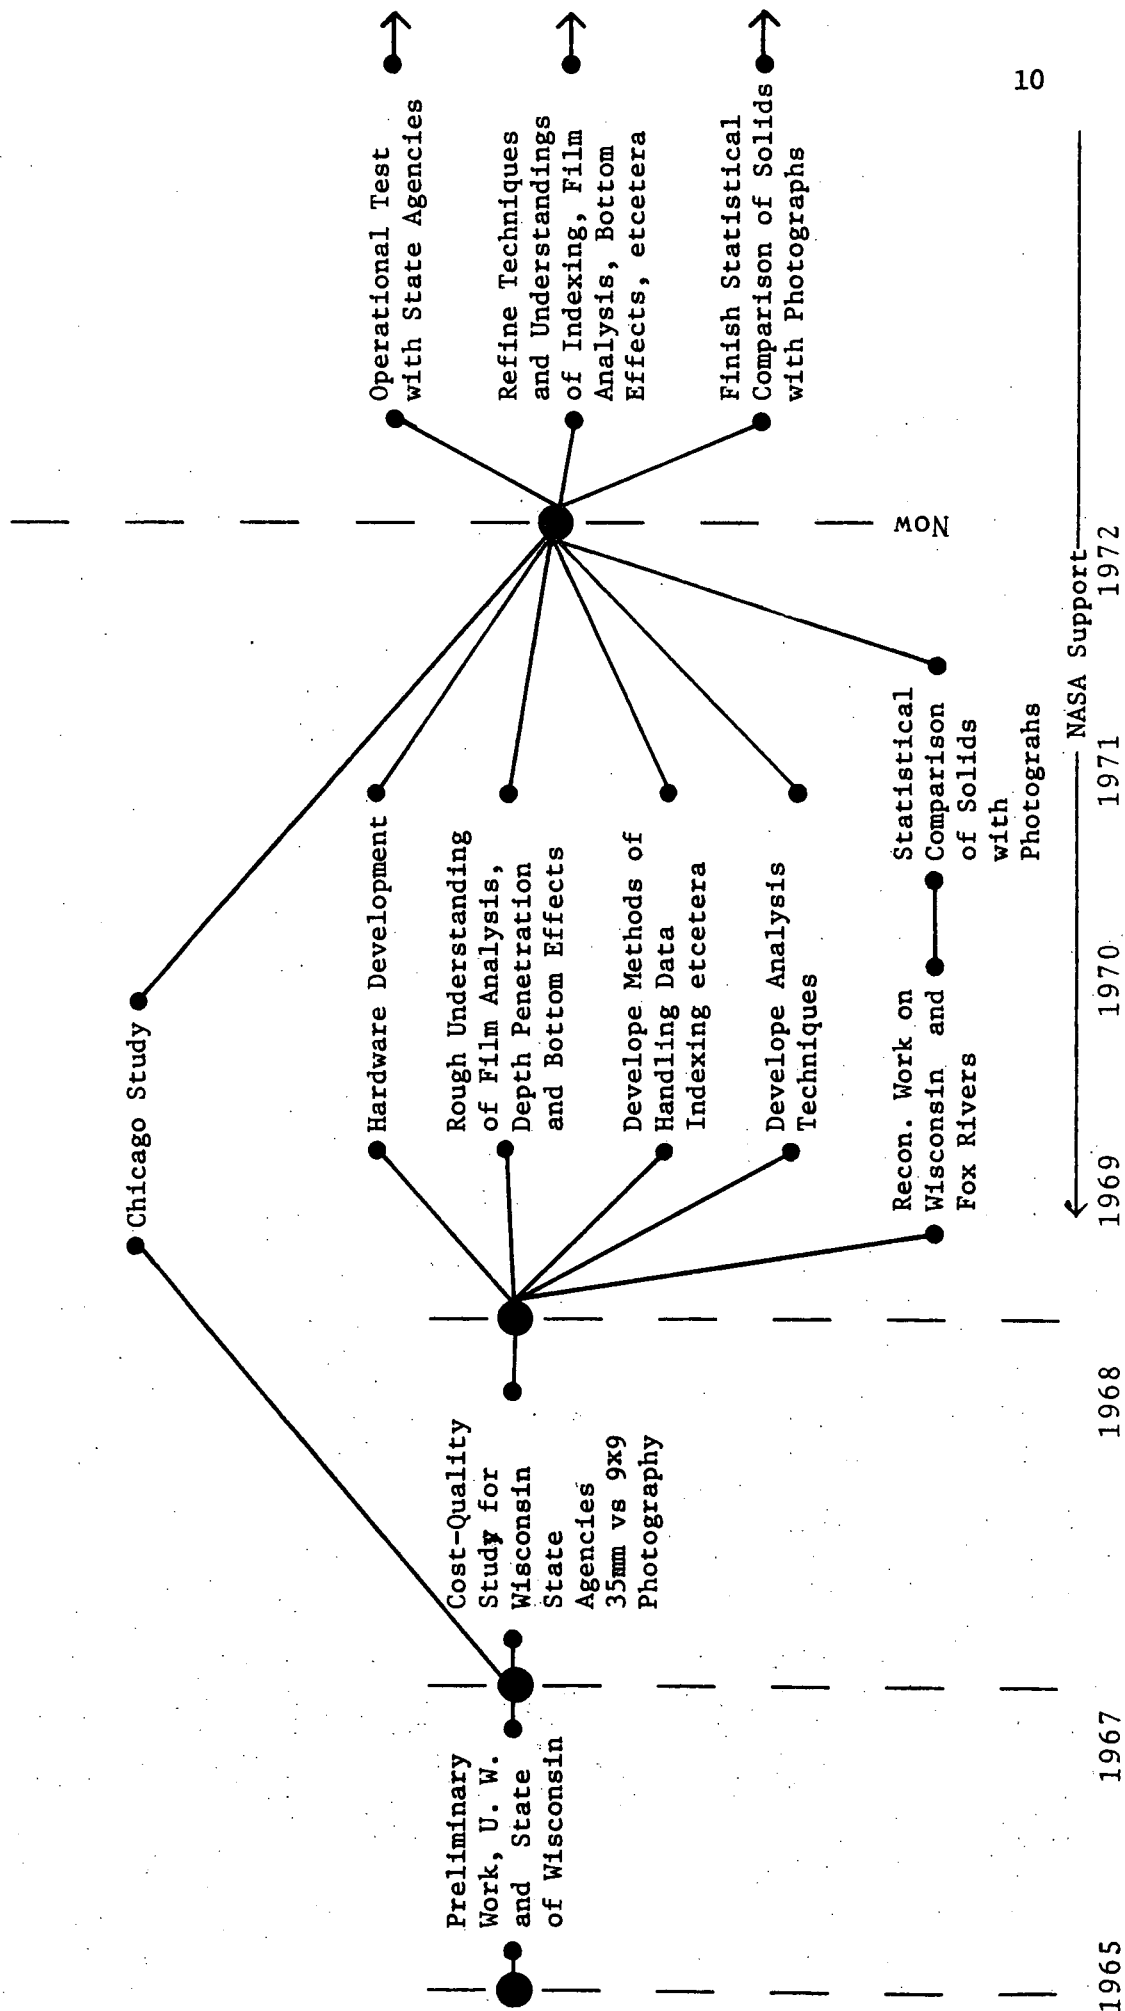 Chicago Study
Preliminary
Work, U. W.
and State
of Wisconsin
Cost-Quality
Study for
Wisconsin
State
Agencies
35mm vs 9x9
Photography
Hardware Development
Rough Understanding
of Film Analysis,
Depth Penetration
and Bottom Effects
Develope Methods of
Handling Data
Indexing etcetera
Develope Analysis
Techniques
Recon. Work on
Wisconsin and
Fox Rivers
Statistical
Comparison
of Solids
with
Photograhs
Now
Operational Test
with State Agencies
Refine Techniques
and Understandings
of Indexing, Film
Analysis, Bottom
Effects, etcetera
Finish Statistical
Comparison of Solids
with Photographs
NASA Support
1965
1967
1968
1969
1970
1971
1972
10